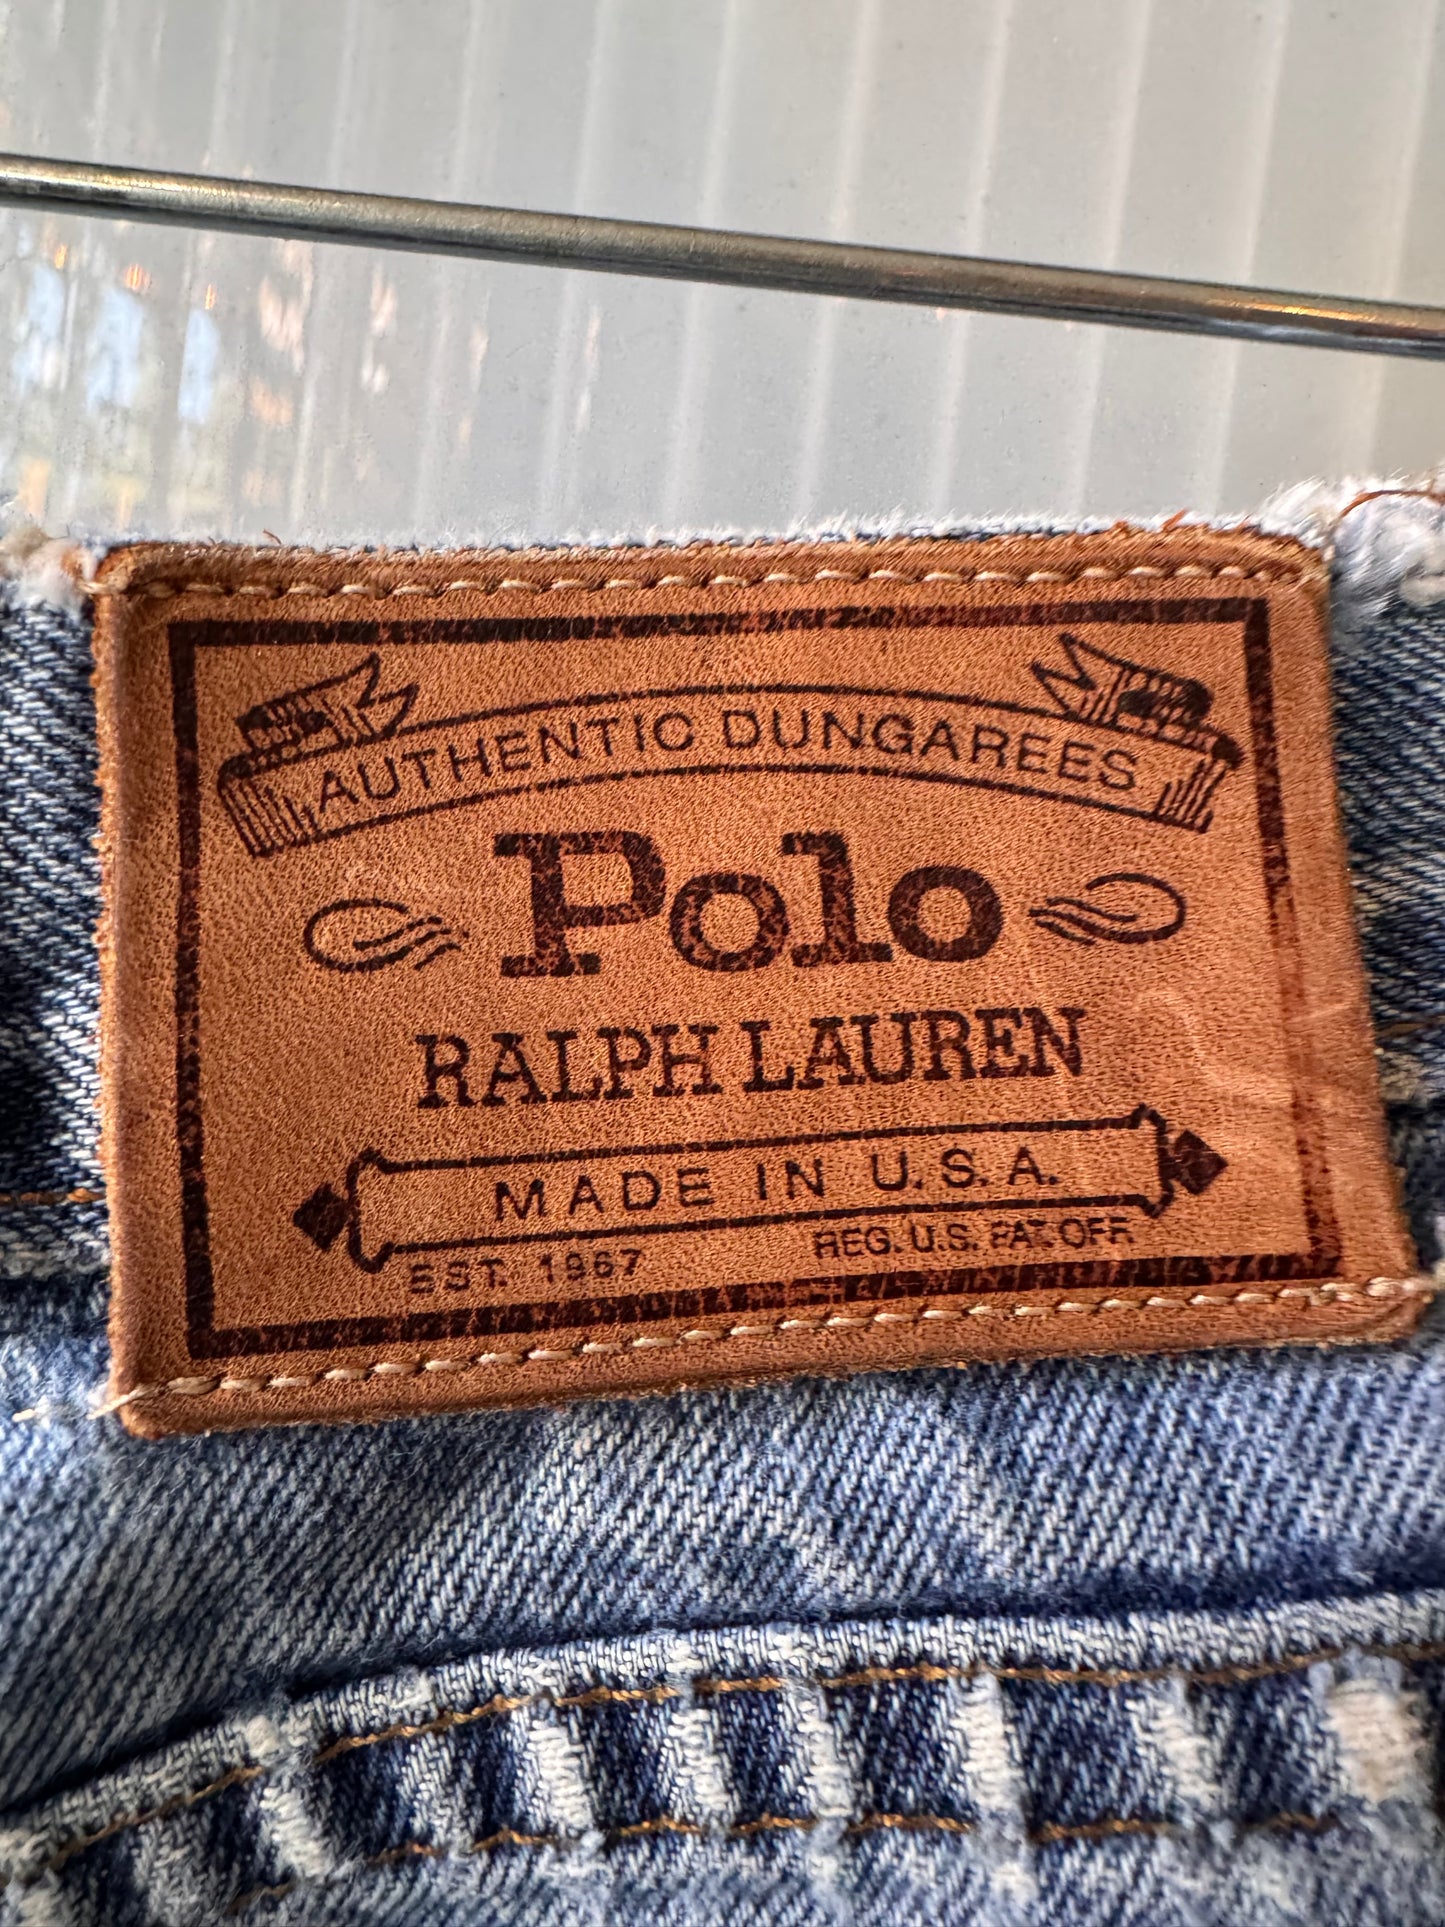 AUTHENTIC DUNGAREES
Polo
RALPH LAUREN
MADE IN U.S.A.
EST. 1967 REG. U.S. PAT. OFF.